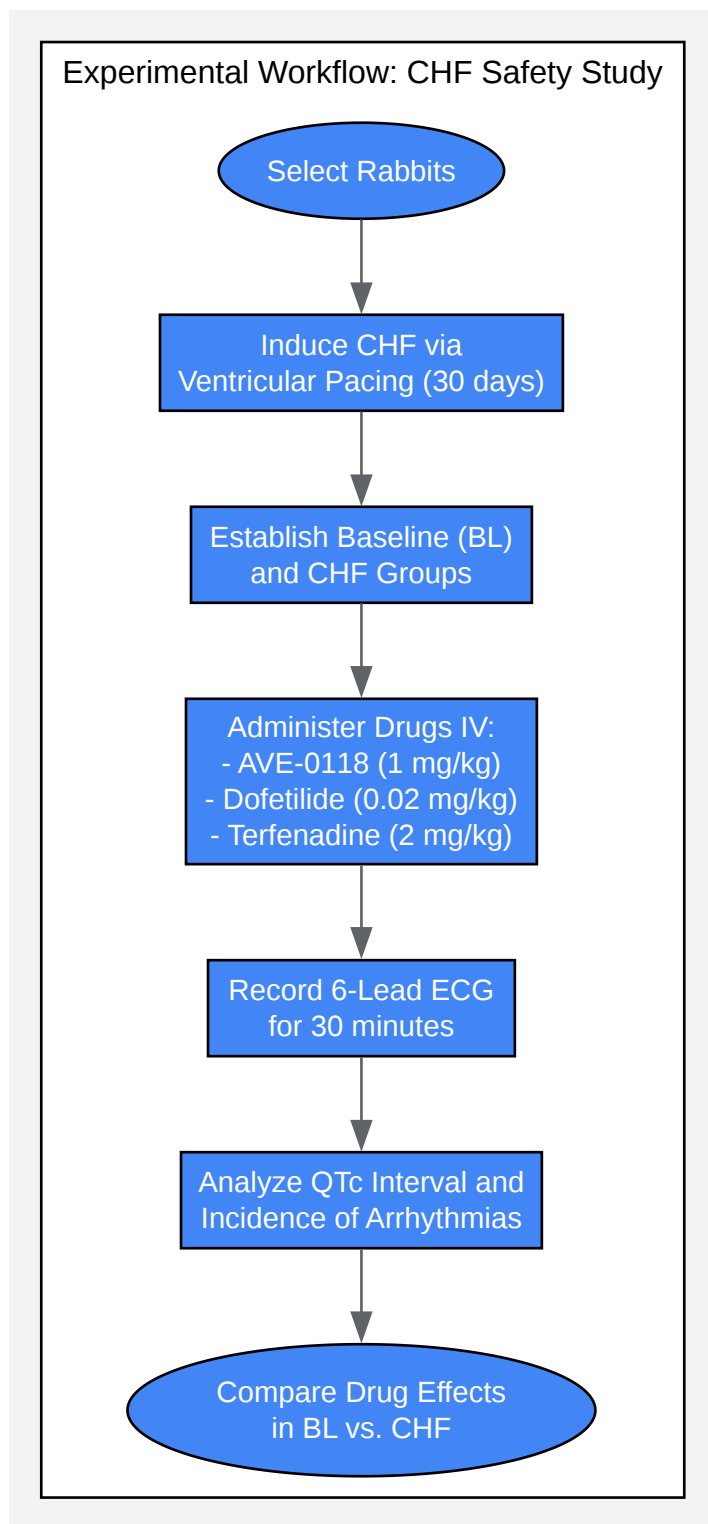 Experimental Workflow: CHF Safety Study
Select Rabbits
Induce CHF via
Ventricular Pacing (30 days)
Establish Baseline (BL)
and CHF Groups
Administer Drugs IV:
- AVE-0118 (1 mg/kg)
- Dofetilide (0.02 mg/kg)
- Terfenadine (2 mg/kg)
Record 6-Lead ECG
for 30 minutes
Analyze QTc Interval and
Incidence of Arrhythmias
Compare Drug Effects
in BL vs. CHF